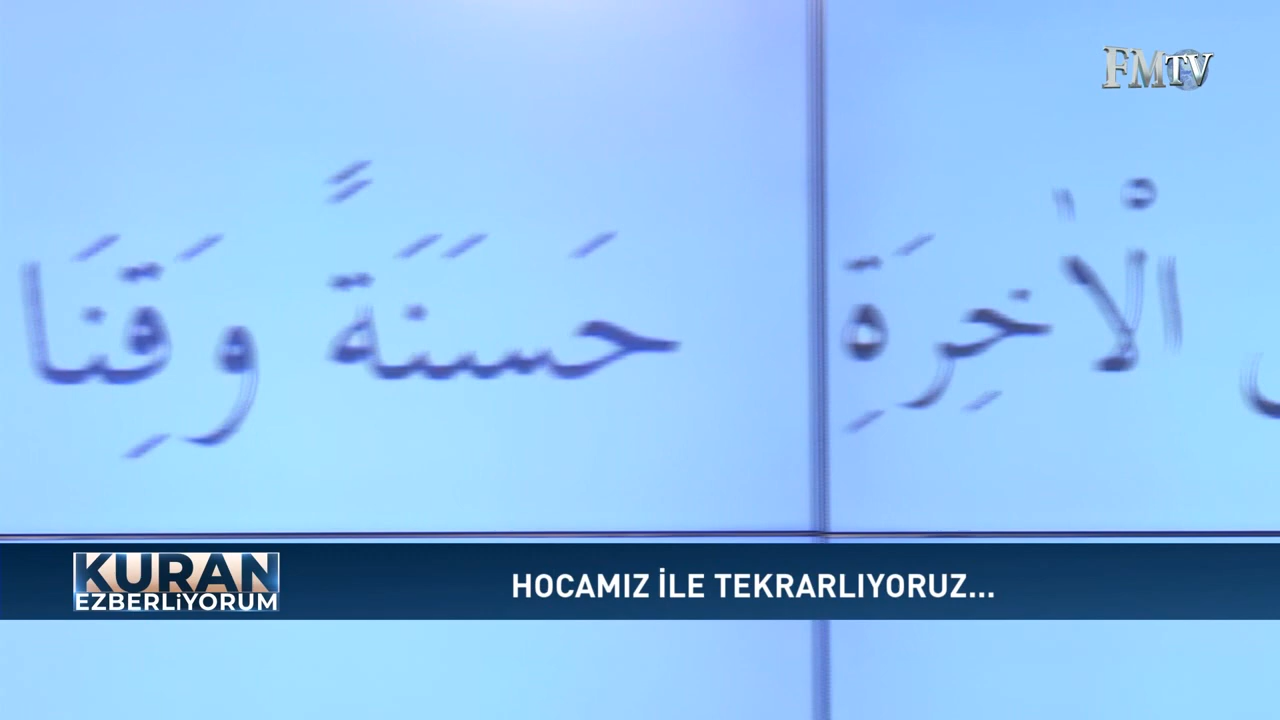 FMTV
الْاٰخِرَةِ حَسَنَةً وَقِنَا
KURAN
EZBERLİYORUM
HOCAMIZ İLE TEKRARLIYORUZ...